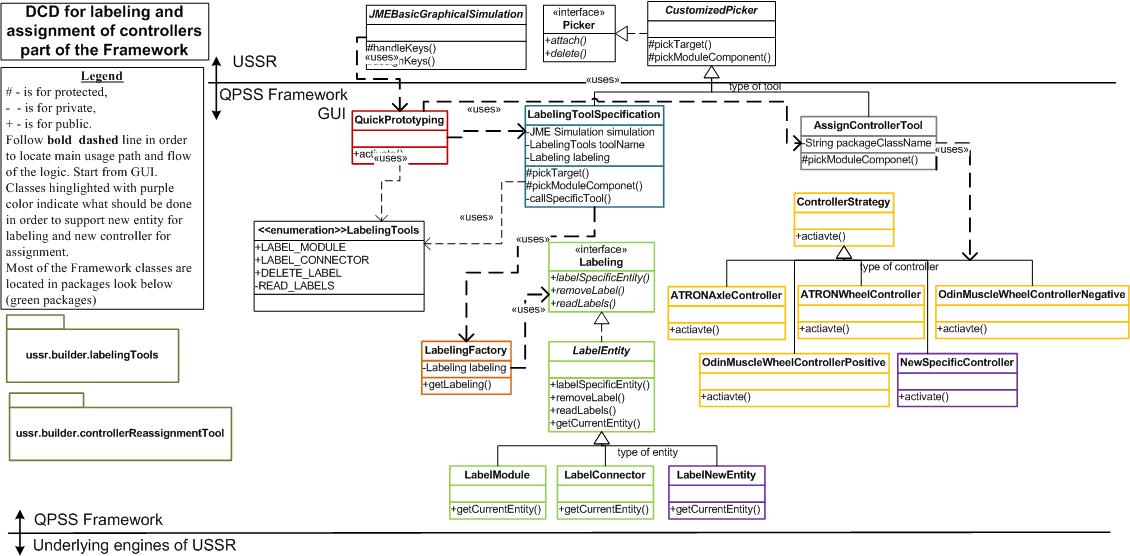 DCD for labeling and
assignment of controllers
part of the Framework
Legend
# - is for protected,
- - is for private,
+ - is for public.
Follow bold dashed line in order
to locate main usage path and flow
of the logic. Start from GUI.
Classes hinglighted with purple
color indicate what should be done
in order to support new entity for
labeling and new controller for
assignment.
Most of the Framework classes are
located in packages look below
(green packages)
ussr.builder.labelingTools
ussr.builder.controllerReassignmentTool
USSR
QPSS Framework
GUI
JMEBasicGraphicalSimulation
#handleKeys()
«uses»
Keys()
«interface»
Picker
+attach()
+delete()
CustomizedPicker
#pickTarget()
#pickModuleComponent()
«uses»
type of tool
QuickPrototyping
«uses»
«uses»
LabelingToolSpecification
-JME Simulation simulation
-LabelingTools toolName
-Labeling labeling
#pickTarget()
#pickModuleComponet()
-callSpecificTool()
AssignControllerTool
-String packageClassName
#pickModuleComponet()
«uses»
<<enumeration>>LabelingTools
+LABEL_MODULE
+LABEL_CONNECTOR
+DELETE_LABEL
-READ_LABELS
«uses»
«uses»
«interface»
Labeling
+labelSpecificEntity()
+removeLabel()
+readLabels()
«uses»
LabelingFactory
-Labeling labeling
+getLabeling()
LabelEntity
+labelSpecificEntity()
+removeLabel()
+readLabels()
+getCurrentEntity()
type of entity
LabelModule
+getCurrentEntity()
LabelConnector
+getCurrentEntity()
LabelNewEntity
+getCurrentEntity()
ControllerStrategy
+actiavte()
type of controller
ATRONAxleController
+actiavte()
ATRONWheelController
+actiavte()
OdinMuscleWheelControllerNegative
+actiavte()
OdinMuscleWheelControllerPositive
+actiavte()
NewSpecificController
+activate()
QPSS Framework
Underlying engines of USSR